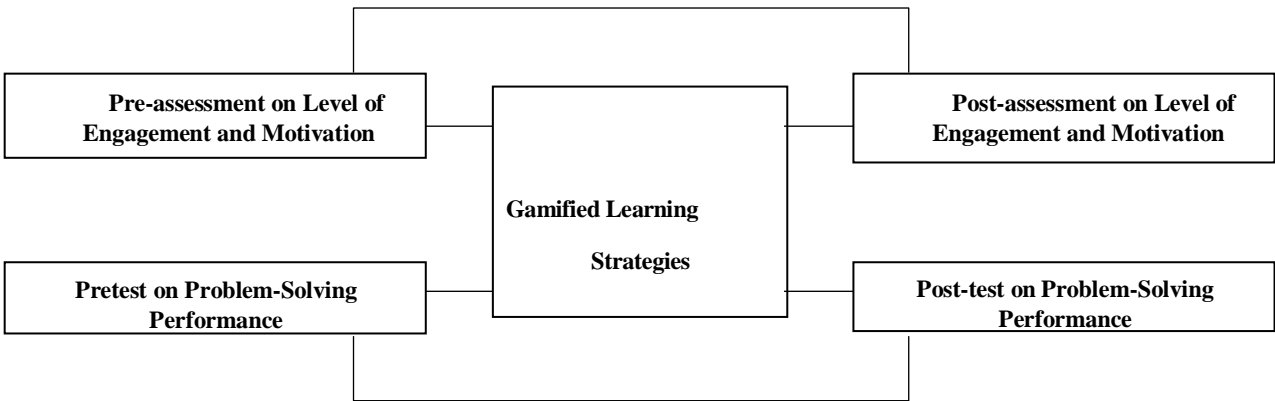 Pre-assessment on Level of
Engagement and Motivation
Post-assessment on Level of
Engagement and Motivation
Gamified Learning
Strategies
Pretest on Problem-Solving
Performance
Post-test on Problem-Solving
Performance